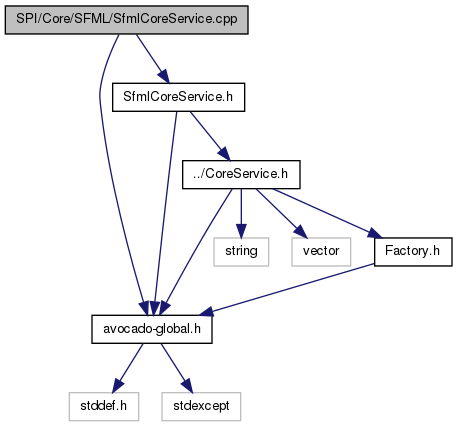 SPI/Core/SFML/SfmlCoreService.cpp
SfmlCoreService.h
../CoreService.h
string
vector
Factory.h
avocado-global.h
stddef.h
stdexcept